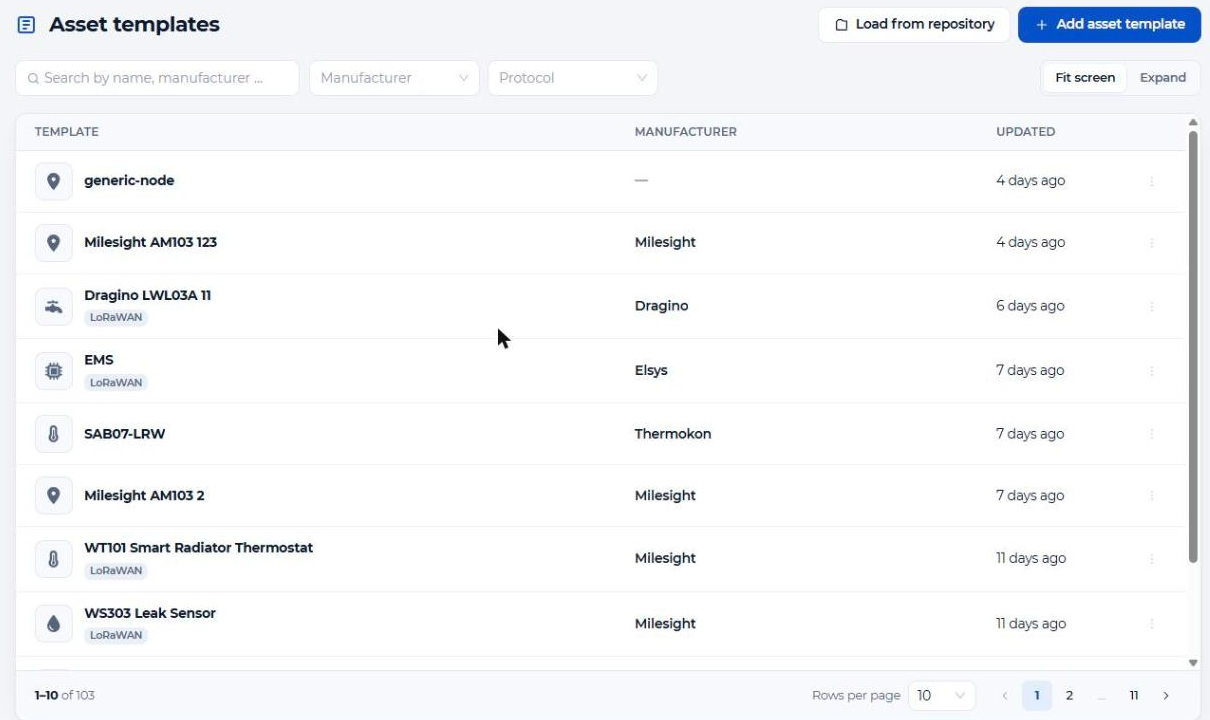 Asset templates
Load from repository
+ Add asset template
Search by name, manufacturer ...
Manufacturer
Protocol
Fit screen
Expand
TEMPLATE MANUFACTURER UPDATED
generic-node — 4 days ago
Milesight AM103 123 Milesight 4 days ago
Dragino LWL03A 11
LoRaWAN
Dragino 6 days ago
EMS
LoRaWAN
Elsys 7 days ago
SAB07-LRW Thermokon 7 days ago
Milesight AM103 2 Milesight 7 days ago
WT101 Smart Radiator Thermostat
LoRaWAN
Milesight 11 days ago
WS303 Leak Sensor
LoRaWAN
Milesight 11 days ago
1–10 of 103 Rows per page 10 1 2 ... 11